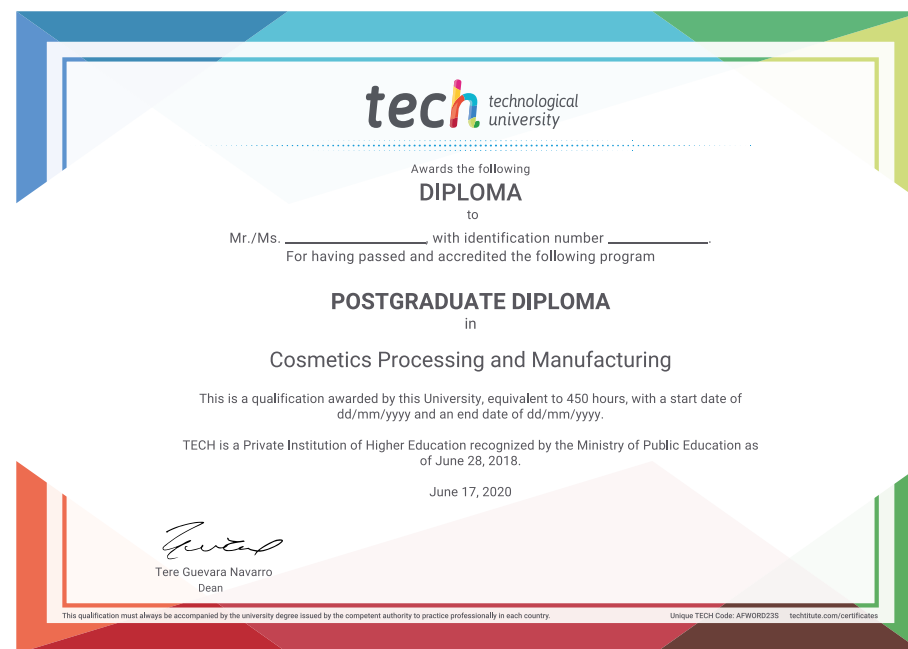 tech technological
university
Awards the following
DIPLOMA
to
Mr./Ms. ____________________, with identification number ______________.
For having passed and accredited the following program
POSTGRADUATE DIPLOMA
in
Cosmetics Processing and Manufacturing
This is a qualification awarded by this University, equivalent to 450 hours, with a start date of
dd/mm/yyyy and an end date of dd/mm/yyyy.
TECH is a Private Institution of Higher Education recognized by the Ministry of Public Education as
of June 28, 2018.
June 17, 2020
Tere Guevara Navarro
Dean
This qualification must always be accompanied by the university degree issued by the competent authority to practice professionally in each country.
Unique TECH Code: AFWORD23S techtitute.com/certificates